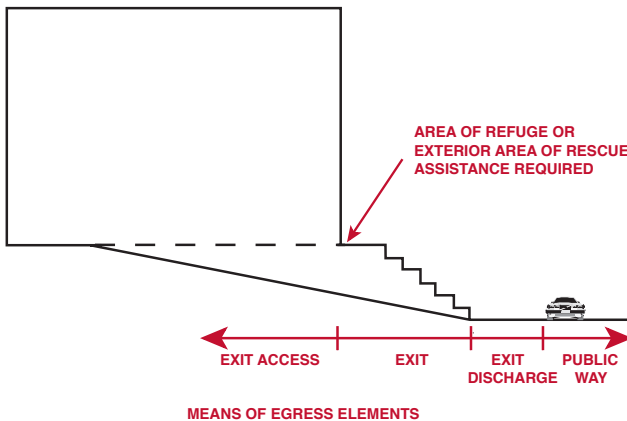 AREA OF REFUGE OR
EXTERIOR AREA OF RESCUE
ASSISTANCE REQUIRED
EXIT ACCESS
EXIT
EXIT
DISCHARGE
PUBLIC
WAY
MEANS OF EGRESS ELEMENTS